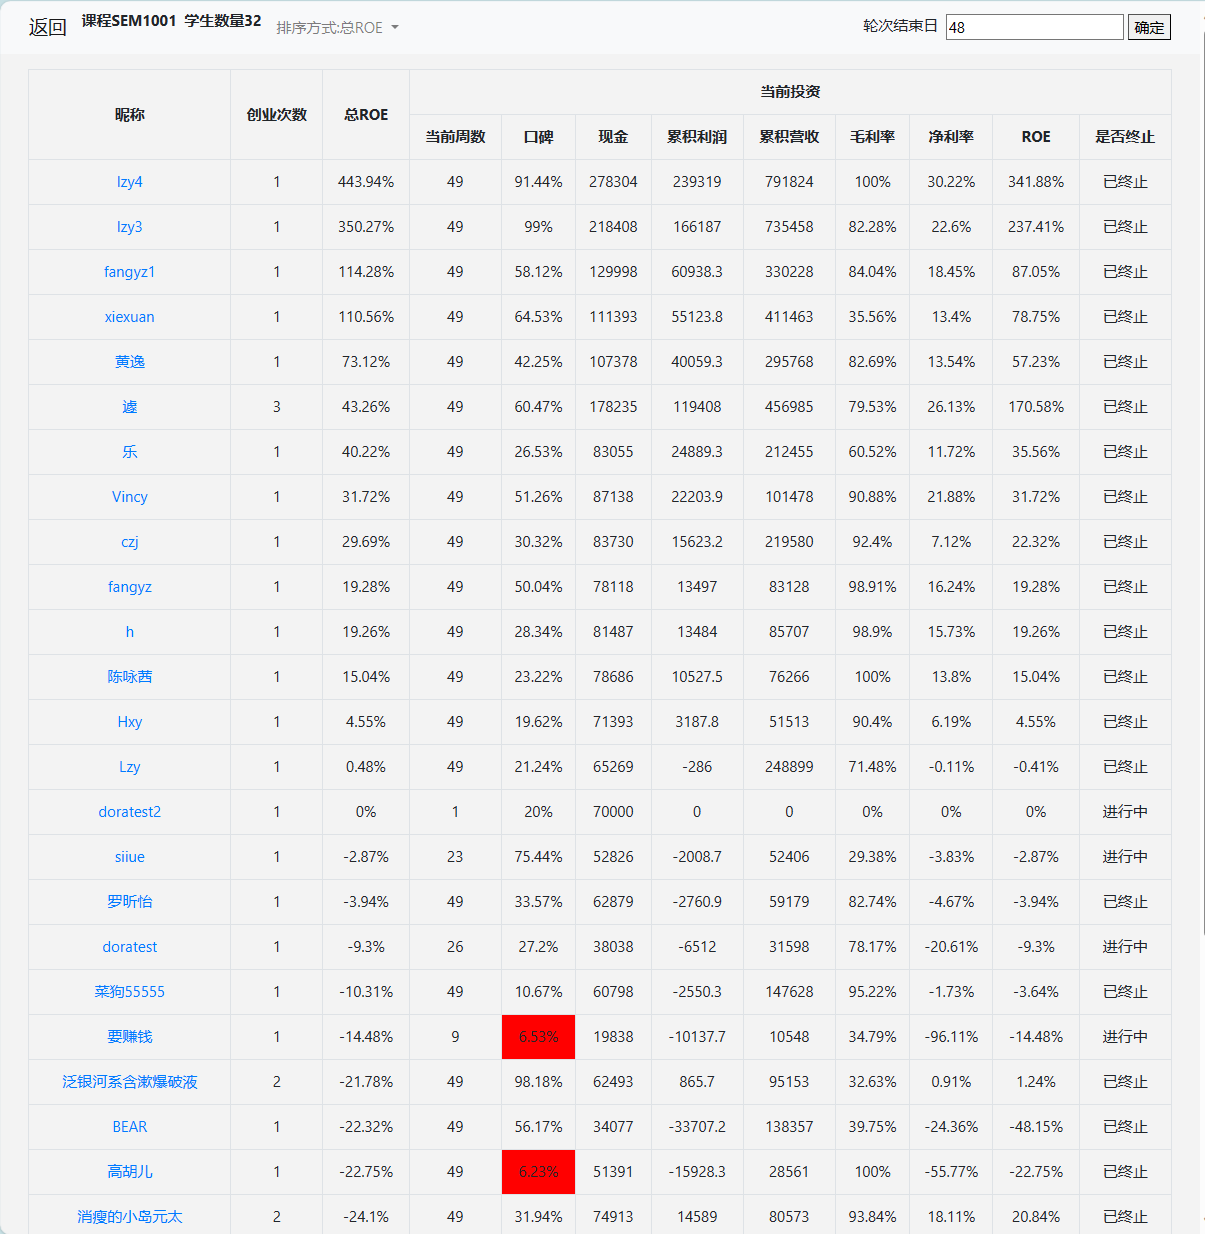 返回 课程SEM1001 学生数量32 排序方式:总ROE 轮次结束日 48 确定
昵称 创业次数 总ROE 当前投资
当前周数 口碑 现金 累积利润 累积营收 毛利率 净利率 ROE 是否终止
lzy4 1 443.94% 49 91.44% 278304 239319 791824 100% 30.22% 341.88% 已终止
lzy3 1 350.27% 49 99% 218408 166187 735458 82.28% 22.6% 237.41% 已终止
fangyz1 1 114.28% 49 58.12% 129998 60938.3 330228 84.04% 18.45% 87.05% 已终止
xiexuan 1 110.56% 49 64.53% 111393 55123.8 411463 35.56% 13.4% 78.75% 已终止
黄逸 1 73.12% 49 42.25% 107378 40059.3 295768 82.69% 13.54% 57.23% 已终止
遽 3 43.26% 49 60.47% 178235 119408 456985 79.53% 26.13% 170.58% 已终止
乐 1 40.22% 49 26.53% 83055 24889.3 212455 60.52% 11.72% 35.56% 已终止
Vincy 1 31.72% 49 51.26% 87138 22203.9 101478 90.88% 21.88% 31.72% 已终止
czj 1 29.69% 49 30.32% 83730 15623.2 219580 92.4% 7.12% 22.32% 已终止
fangyz 1 19.28% 49 50.04% 78118 13497 83128 98.91% 16.24% 19.28% 已终止
h 1 19.26% 49 28.34% 81487 13484 85707 98.9% 15.73% 19.26% 已终止
陈咏茜 1 15.04% 49 23.22% 78686 10527.5 76266 100% 13.8% 15.04% 已终止
Hxy 1 4.55% 49 19.62% 71393 3187.8 51513 90.4% 6.19% 4.55% 已终止
Lzy 1 0.48% 49 21.24% 65269 -286 248899 71.48% -0.11% -0.41% 已终止
doratest2 1 0% 1 20% 70000 0 0 0% 0% 0% 进行中
siiue 1 -2.87% 23 75.44% 52826 -2008.7 52406 29.38% -3.83% -2.87% 进行中
罗昕怡 1 -3.94% 49 33.57% 62879 -2760.9 59179 82.74% -4.67% -3.94% 已终止
doratest 1 -9.3% 26 27.2% 38038 -6512 31598 78.17% -20.61% -9.3% 进行中
菜狗55555 1 -10.31% 49 10.67% 60798 -2550.3 147628 95.22% -1.73% -3.64% 已终止
要赚钱 1 -14.48% 9 6.53% 19838 -10137.7 10548 34.79% -96.11% -14.48% 进行中
泛银河系含漱爆破液 2 -21.78% 49 98.18% 62493 865.7 95153 32.63% 0.91% 1.24% 已终止
BEAR 1 -22.32% 49 56.17% 34077 -33707.2 138357 39.75% -24.36% -48.15% 已终止
高胡儿 1 -22.75% 49 6.23% 51391 -15928.3 28561 100% -55.77% -22.75% 已终止
消瘦的小岛元太 2 -24.1% 49 31.94% 74913 14589 80573 93.84% 18.11% 20.84% 已终止